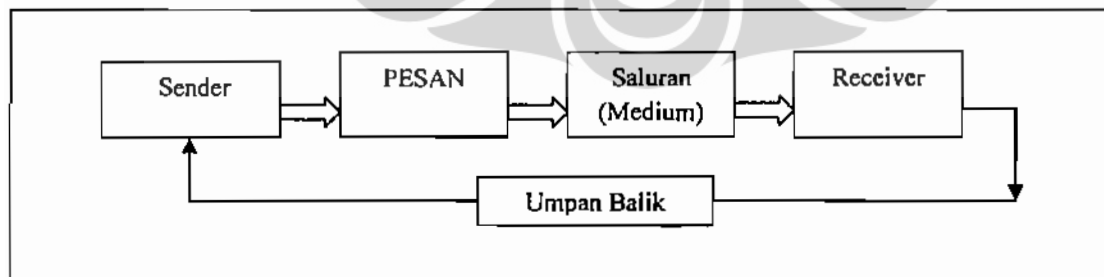 Sender
PESAN
Saluran
(Medium)
Receiver
Umpan Balik